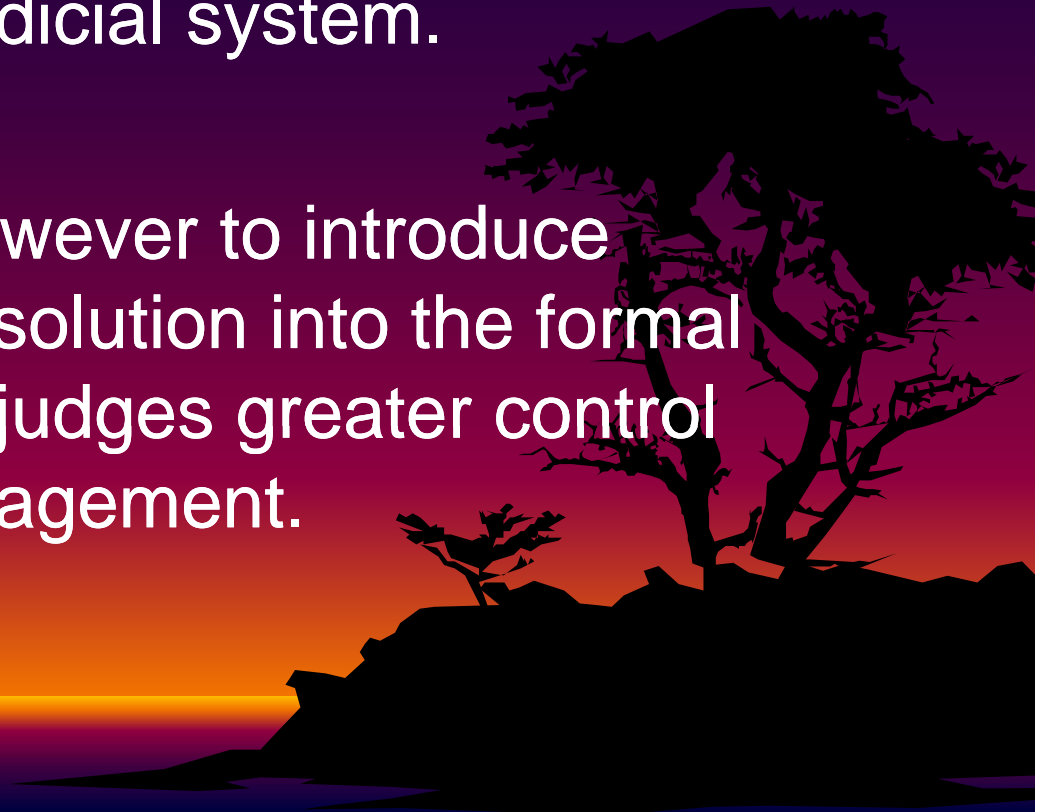 dicial system.
wever to introduce
solution into the formal
judges greater control
agement.